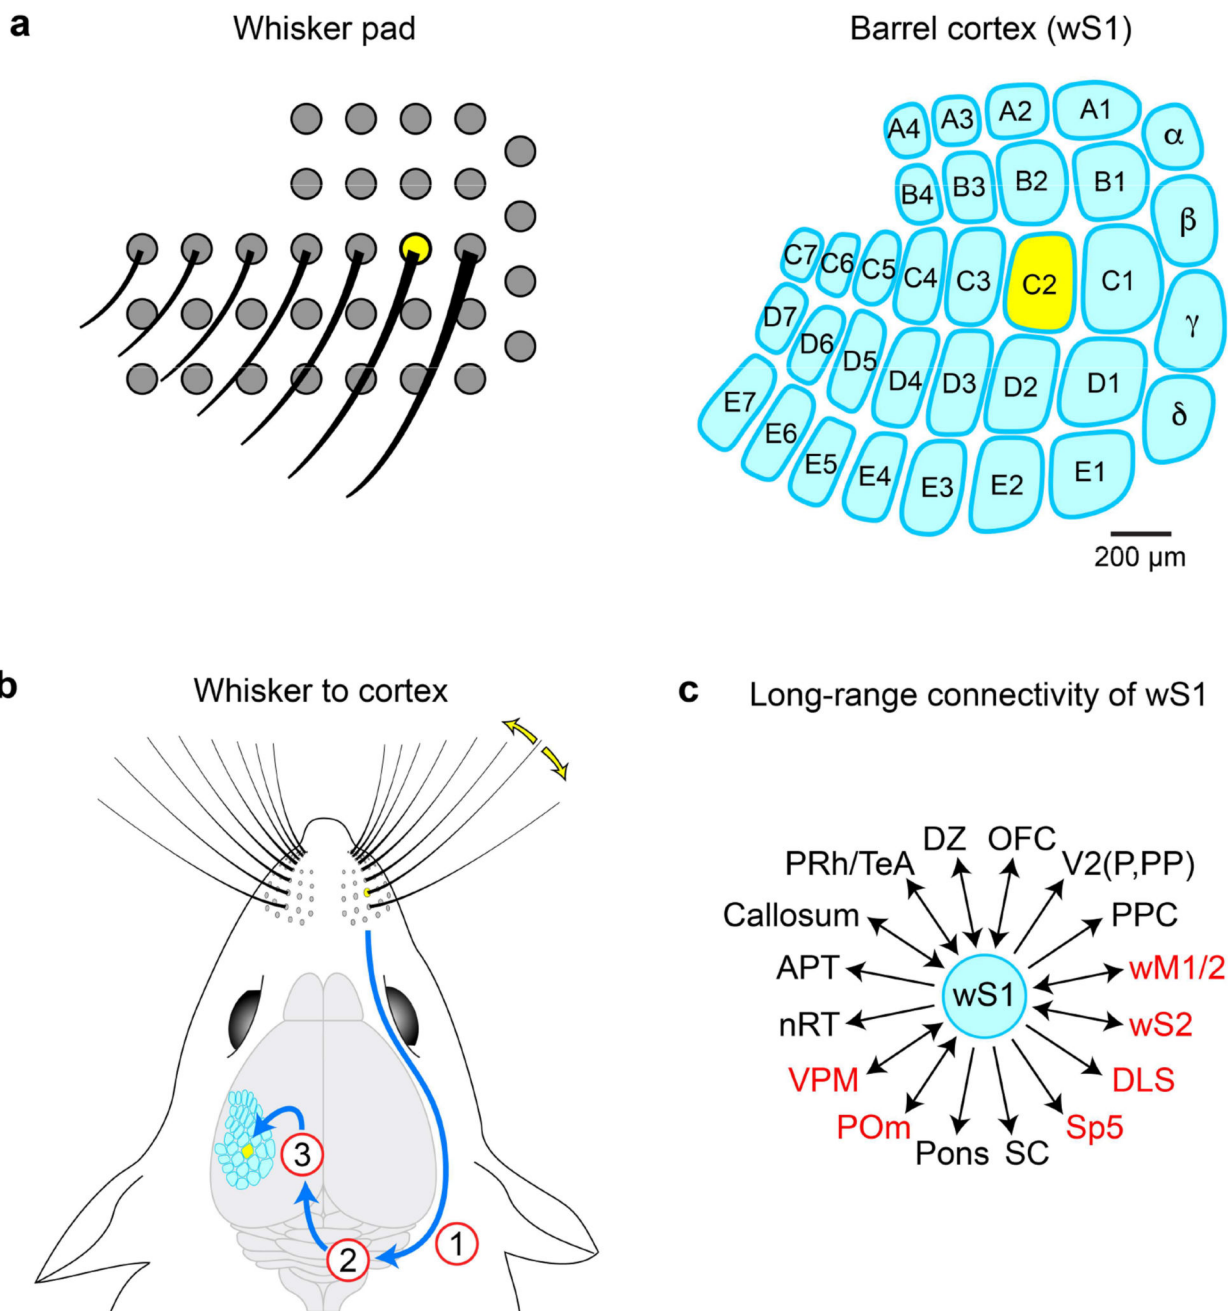 a
Whisker pad
Barrel cortex (wS1)
A4 A3 A2 A1 α
B4 B3 B2 B1 β
C7 C6 C5 C4 C3 C2 C1 γ
D7 D6 D5 D4 D3 D2 D1 δ
E7 E6 E5 E4 E3 E2 E1
200 µm
b
Whisker to cortex
3
2
1
c
Long-range connectivity of wS1
DZ OFC
PRh/TeA V2(P,PP)
Callosum PPC
APT wM1/2
wS1
nRT wS2
VPM DLS
POm Sp5
Pons SC